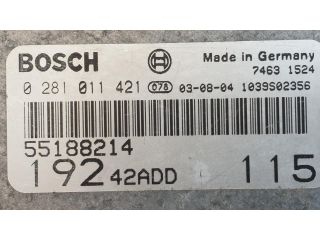 BOSCH Made in Germany
7463 1524
0 281 011 421 078 03-08-04 1039S02356
55188214
192 42ADD 115